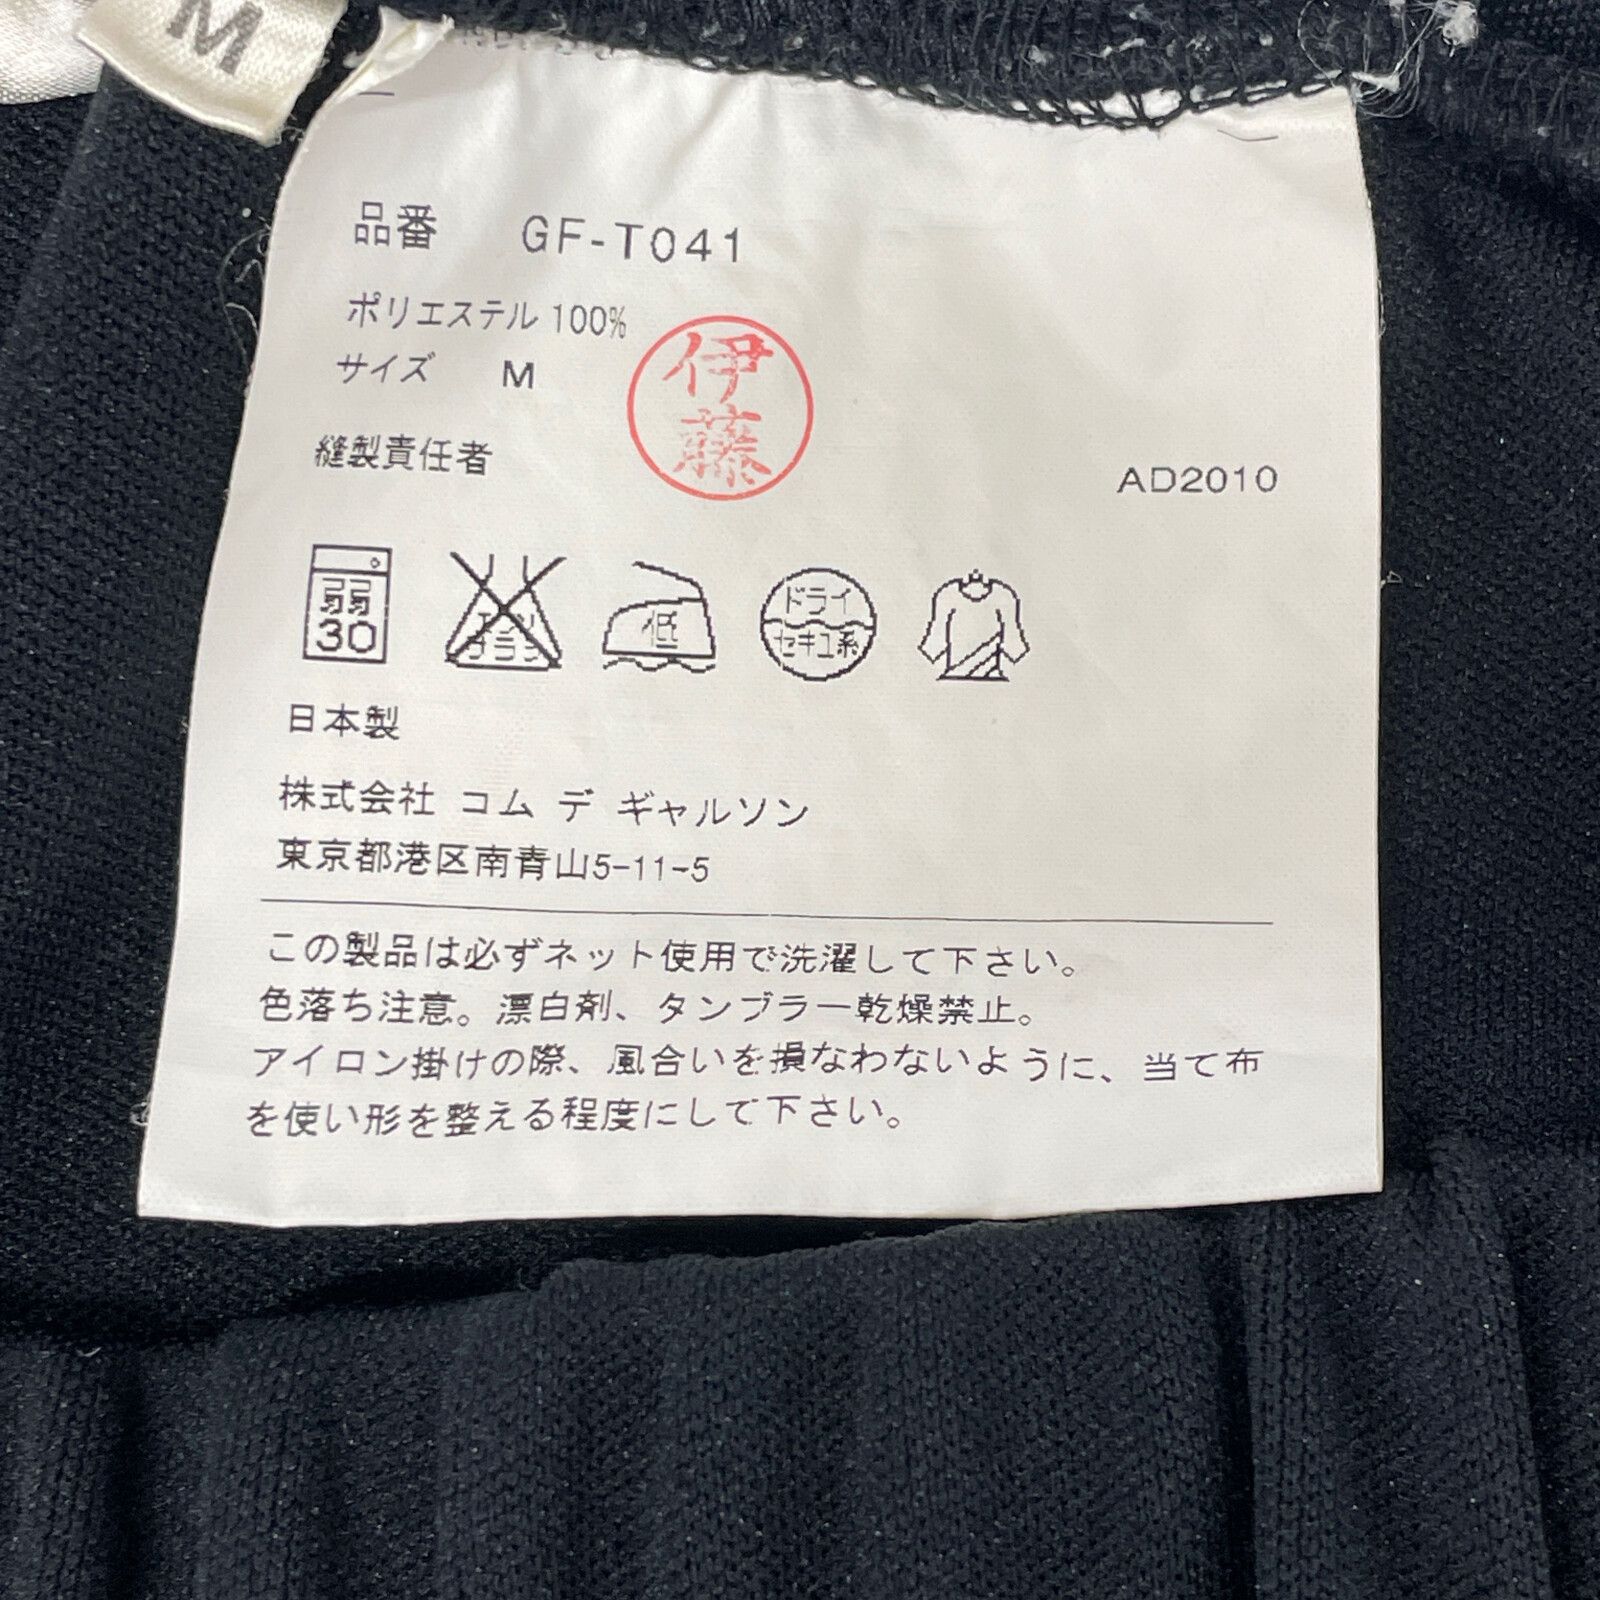 M
品番 GF-T041
ポリエステル 100%
サイズ M
伊藤
縫製責任者
AD2010
弱
30
エンソ
サラシ
低
ドライ
セキユ系
日本製
株式会社 コム デ ギャルソン
東京都港区南青山5-11-5
この製品は必ずネット使用で洗濯して下さい。
色落ち注意。漂白剤、タンブラー乾燥禁止。
アイロン掛けの際、風合いを損なわないように、当て布
を使い形を整える程度にして下さい。